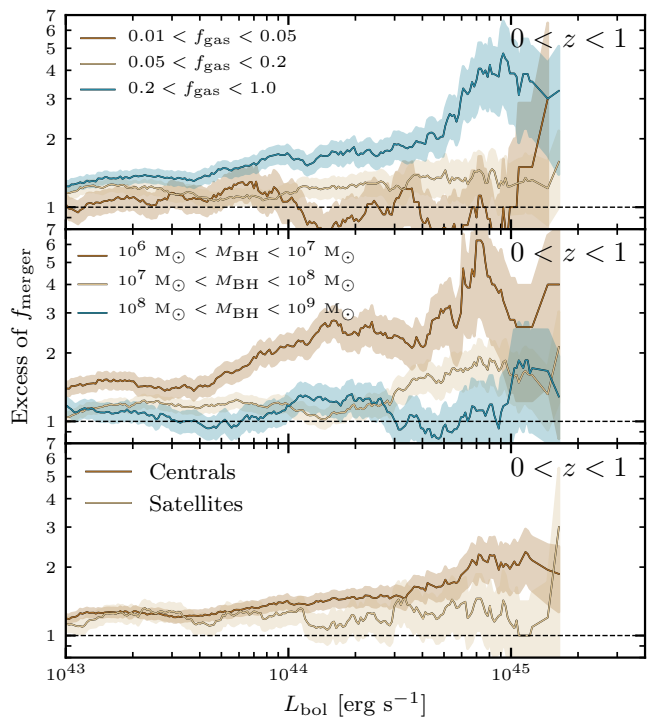 7
6
5
4
3
2
1
0.01 < f_gas < 0.05
0.05 < f_gas < 0.2
0.2 < f_gas < 1.0
0 < z < 1
7
6
5
4
3
2
1
10^6 M_⊙ < M_BH < 10^7 M_⊙
10^7 M_⊙ < M_BH < 10^8 M_⊙
10^8 M_⊙ < M_BH < 10^9 M_⊙
0 < z < 1
Excess of f_merger
7
6
5
4
3
2
1
Centrals
Satellites
0 < z < 1
10^43 10^44 10^45
L_bol [erg s^−1]